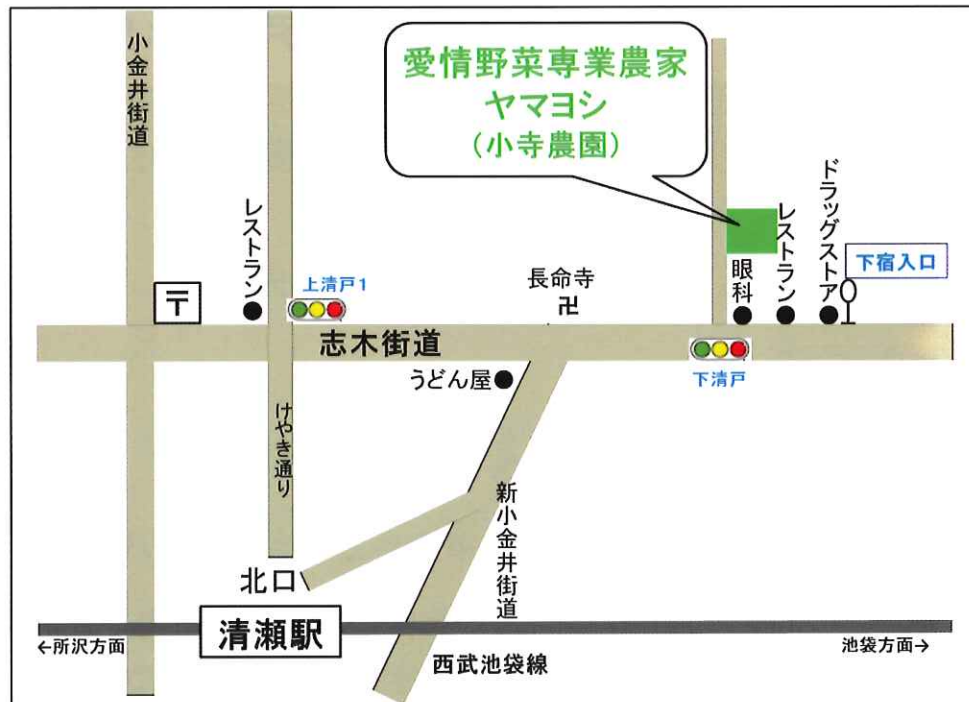 小金井街道
愛情野菜専業農家
ヤマヨシ
(小寺農園)
レストラン
上清戸1
〒
長命寺
卍
眼科
レストラン
ドラッグストア
下宿入口
志木街道
うどん屋
下清戸
けやき通り
新小金井街道
北口
清瀬駅
←所沢方面
西武池袋線
池袋方面→